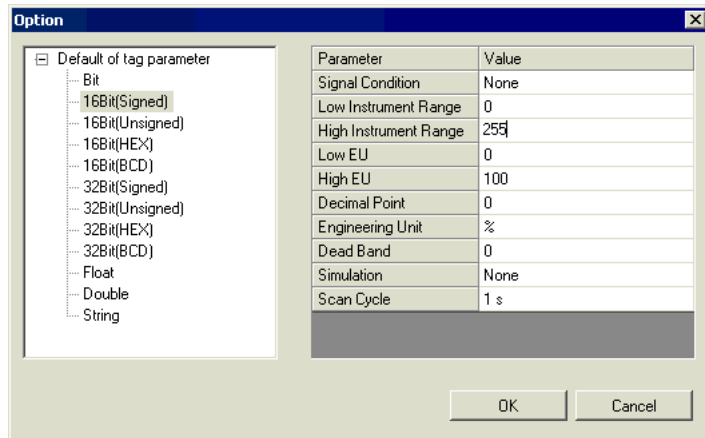 Option
Default of tag parameter
Bit
16Bit(Signed)
16Bit(Unsigned)
16Bit(HEX)
16Bit(BCD)
32Bit(Signed)
32Bit(Unsigned)
32Bit(HEX)
32Bit(BCD)
Float
Double
String
Parameter Value
Signal Condition None
Low Instrument Range 0
High Instrument Range 255
Low EU 0
High EU 100
Decimal Point 0
Engineering Unit %
Dead Band 0
Simulation None
Scan Cycle 1 s
OK Cancel